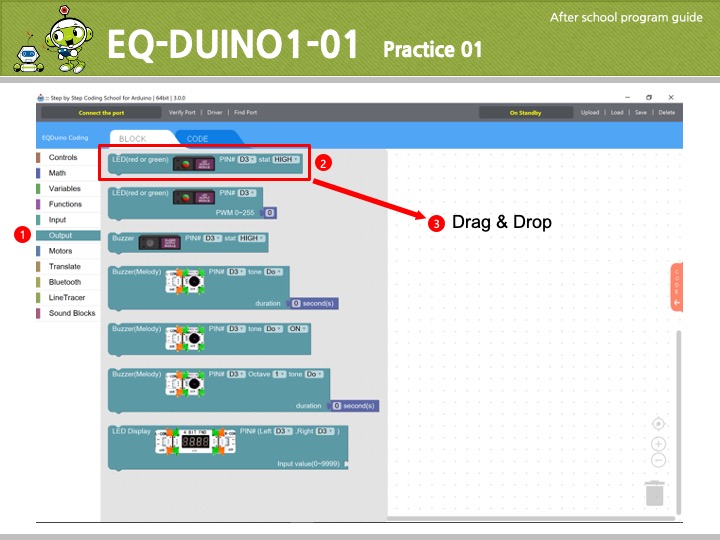 After school program guide
EQ-DUINO1-01 Practice 01
:: Step by Step Coding School for Arduino | 64bit | 3.0.0
Connect the port Verify Port | Driver | Find Port On Standby Upload | Load | Save | Delete
EQDuino Coding BLOCK CODE
Controls
Math
Variables
Functions
Input
1 Output
Motors
Translate
Bluetooth
LineTracer
Sound Blocks
LED(red or green) PIN# D3 stat HIGH 2
LED(red or green) PIN# D3
PWM 0~255 0
3 Drag & Drop
Buzzer PIN# D3 stat HIGH
Buzzer(Melody) PIN# D3 tone Do
duration 0 second(s)
Buzzer(Melody) PIN# D3 tone Do ON
Buzzer(Melody) PIN# D3 Octave 1 tone Do
duration 0 second(s)
LED Display 4 BIT FND PIN# (Left D3 ,Right D3 )
Input value(0~9999)
CODE